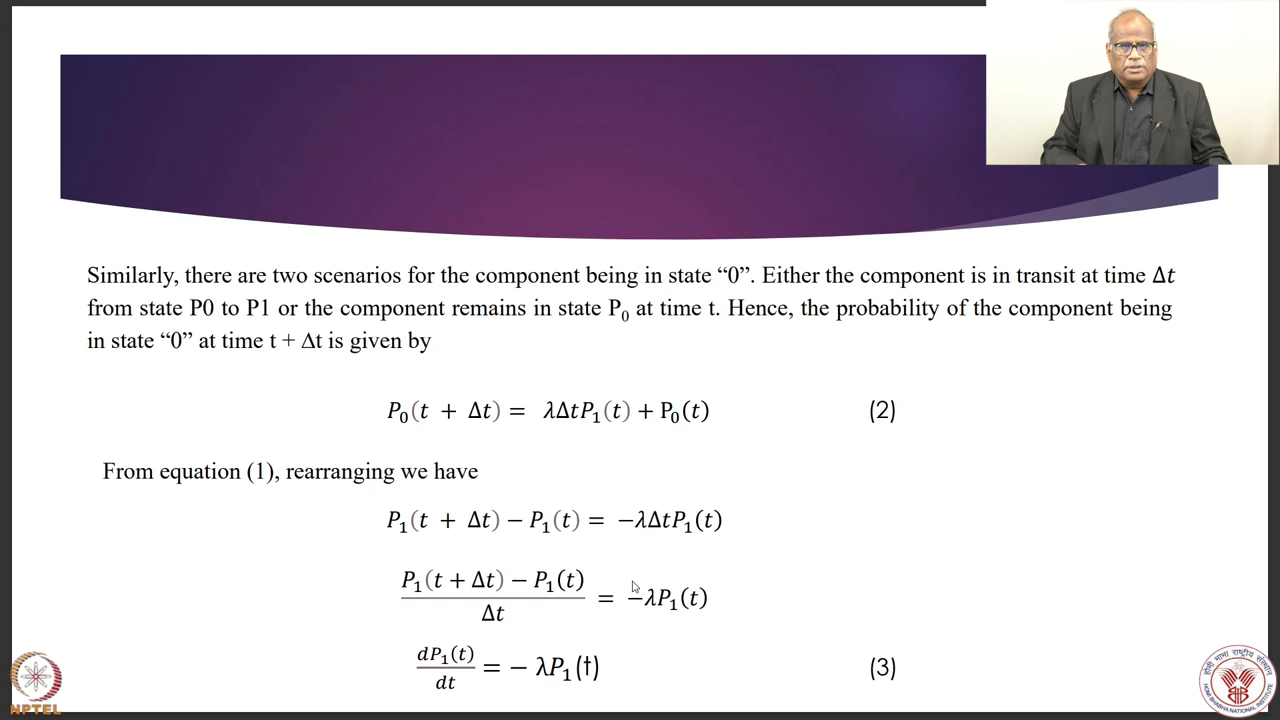 Similarly, there are two scenarios for the component being in state “0”. Either the component is in transit at time Δt
from state P0 to P1 or the component remains in state P₀ at time t. Hence, the probability of the component being
in state “0” at time t + Δt is given by
P₀(t + Δt) = λΔtP₁(t) + P₀(t) (2)
From equation (1), rearranging we have
P₁(t + Δt) − P₁(t) = −λΔtP₁(t)
P₁(t + Δt) − P₁(t)
Δt
= −λP₁(t)
dP₁(t)
dt
= − λP₁(t) (3)
NPTEL
HOMI BHABHA NATIONAL INSTITUTE